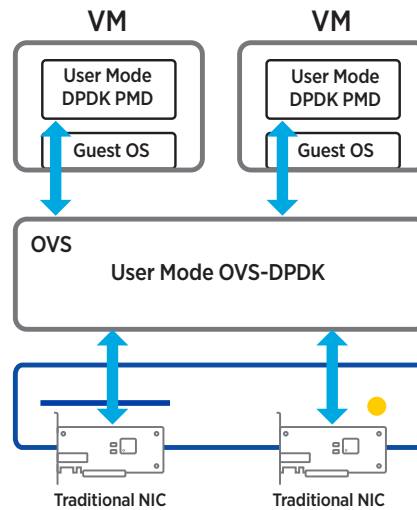 VM
VM
User Mode
DPDK PMD
User Mode
DPDK PMD
Guest OS
Guest OS
OVS
User Mode OVS-DPDK
Traditional NIC
Traditional NIC